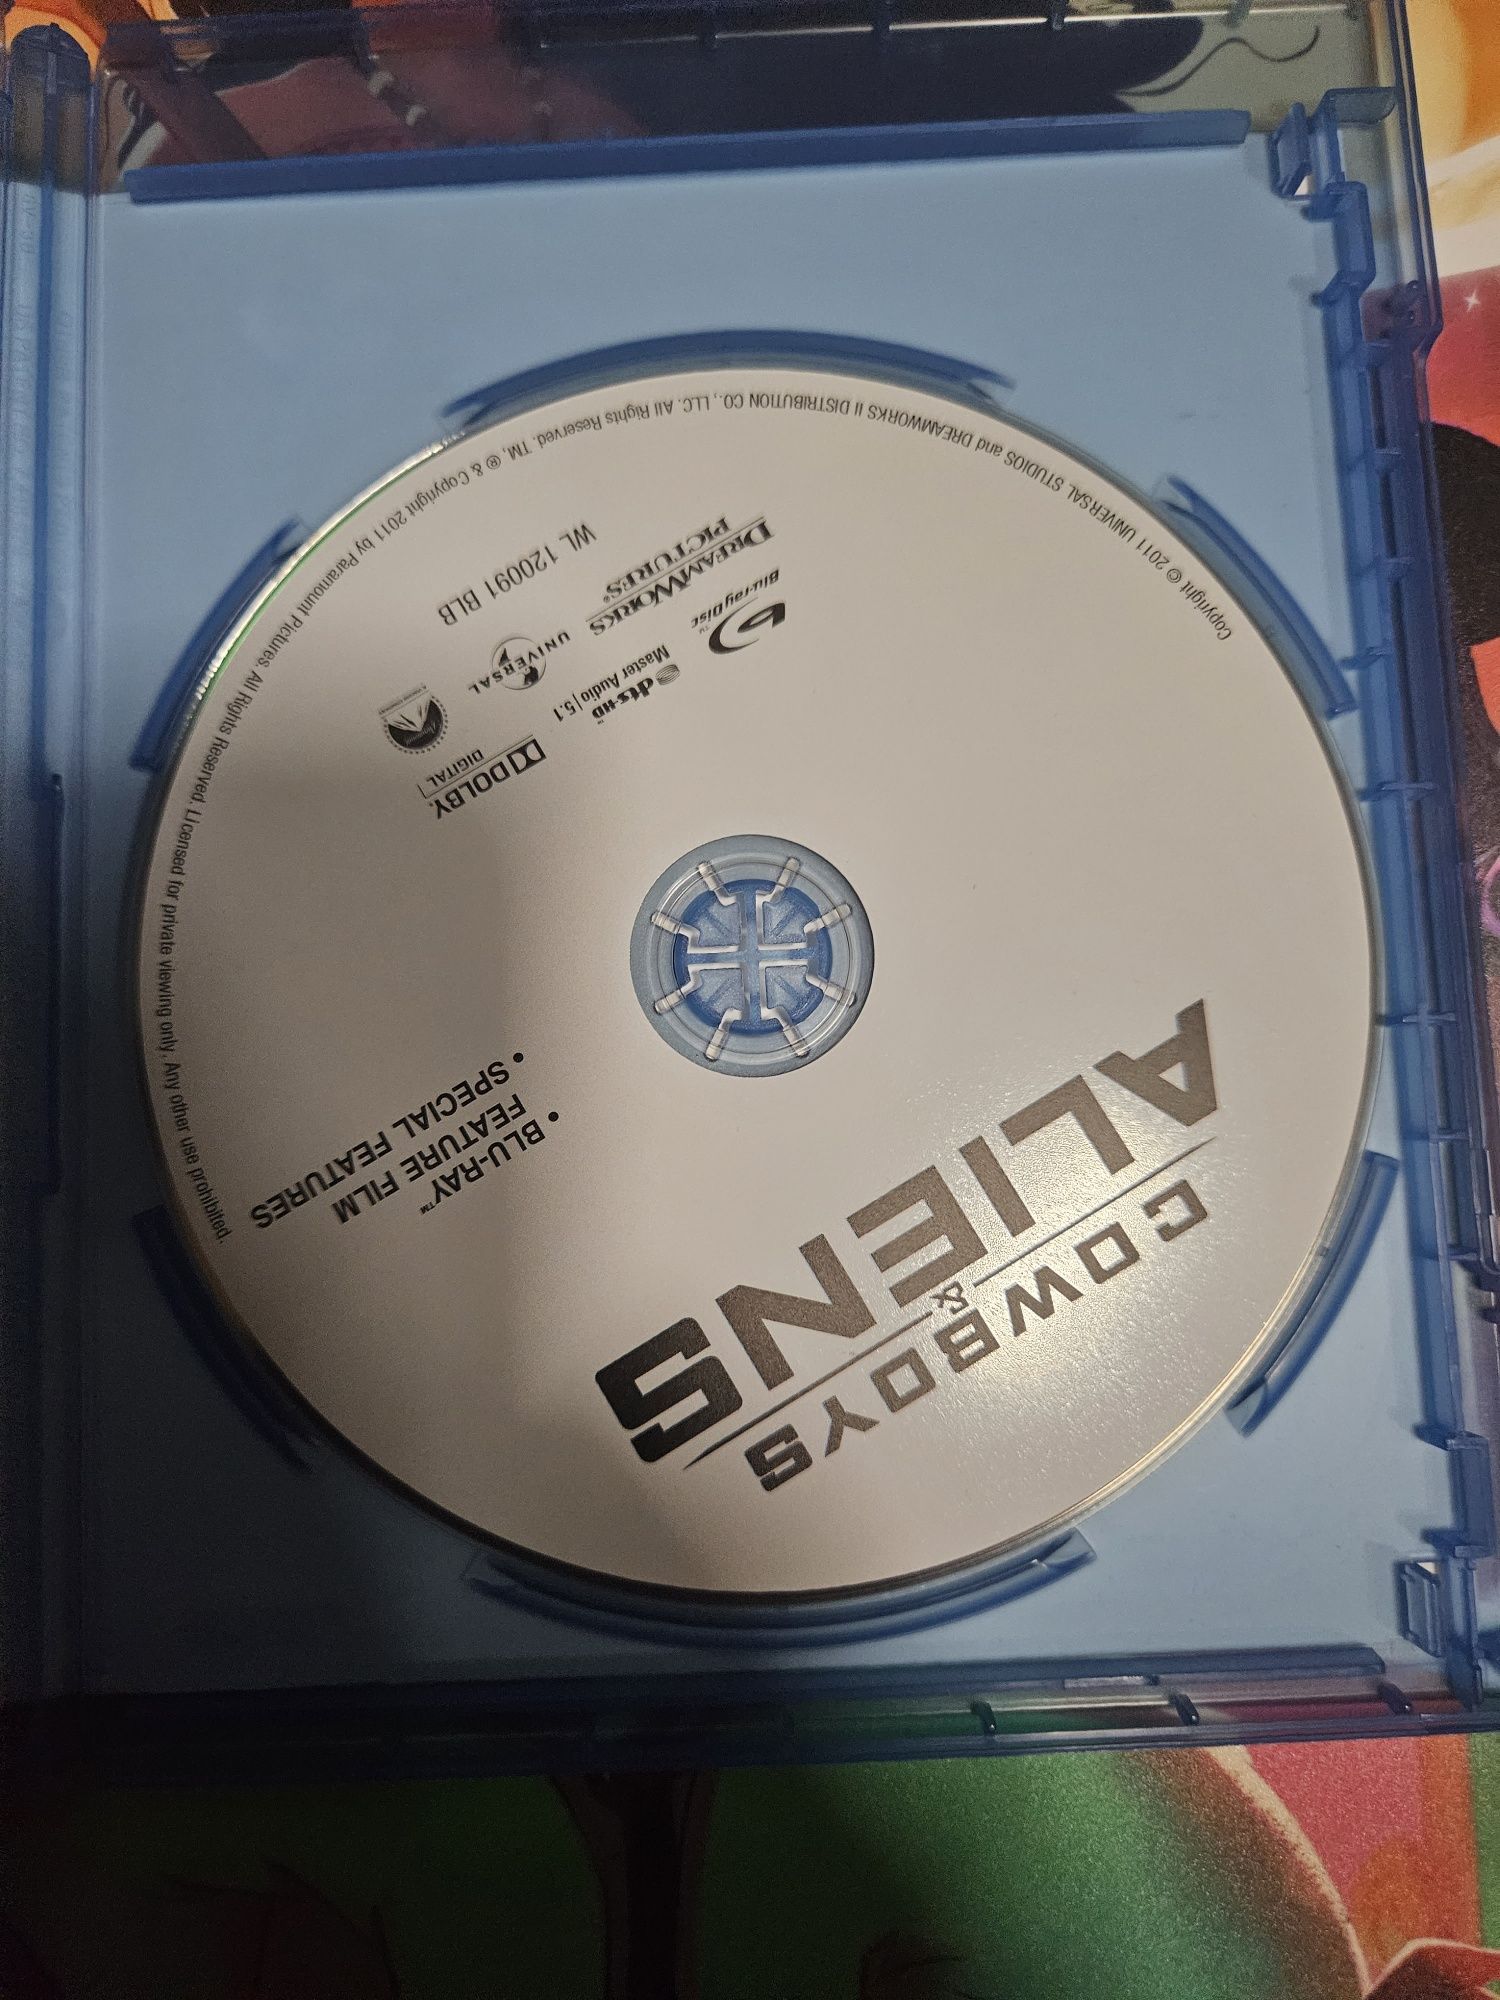 COWBOYS
&
ALIENS
• BLU-RAY™
FEATURE FILM
• SPECIAL FEATURES
DOLBY
DIGITAL
dts-HD
Master Audio | 5.1
Blu-ray Disc™
UNIVERSAL
DREAMWORKS
PICTURES®
WL 120091 BLB
Copyright © 2011 UNIVERSAL STUDIOS and DREAMWORKS II DISTRIBUTION CO., LLC. All Rights Reserved. TM, ® & Copyright 2011 by Paramount Pictures. All Rights Reserved. Licensed for private viewing only. Any other use prohibited.